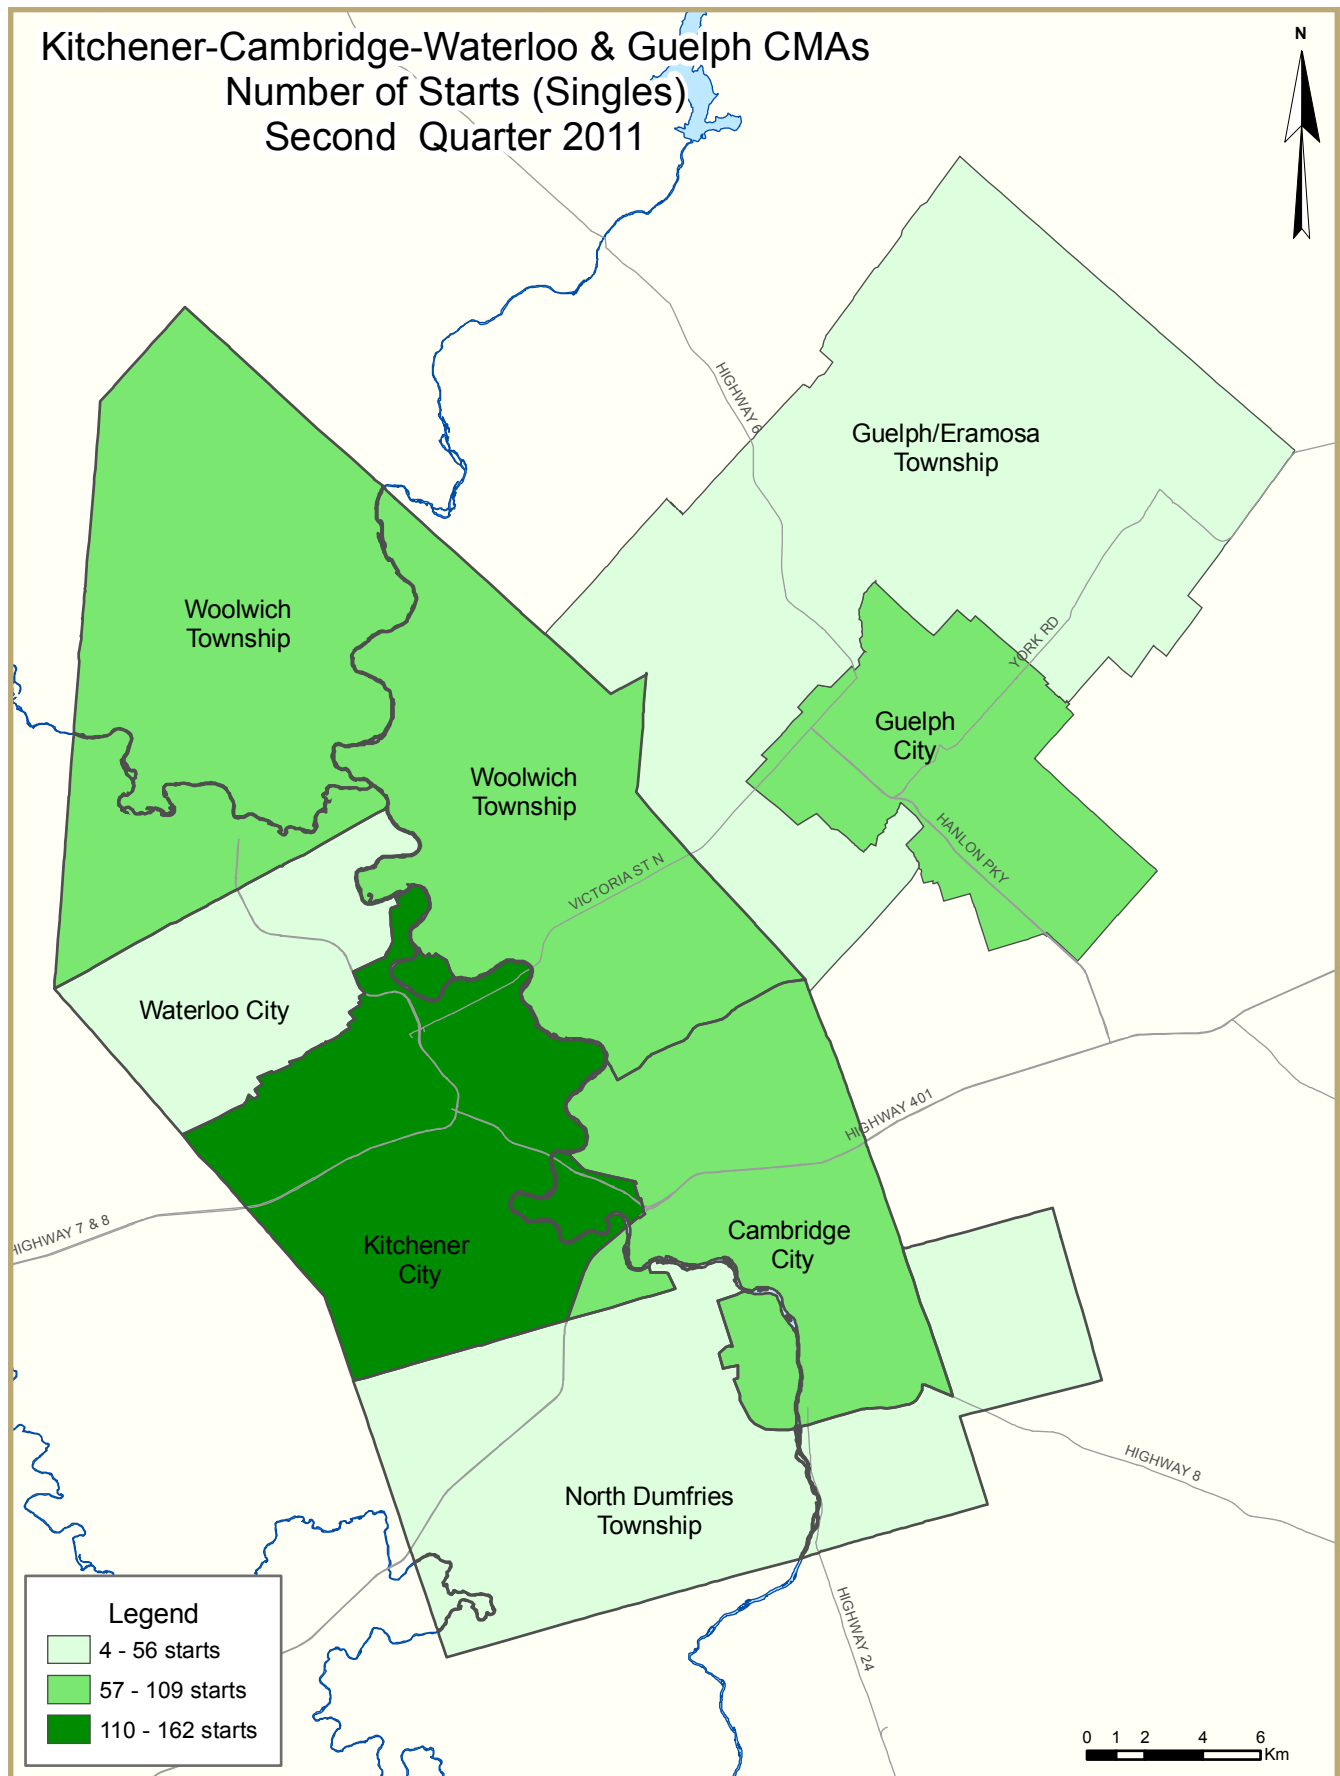 Kitchener-Cambridge-Waterloo & Guelph CMAs
Number of Starts (Singles)
Second Quarter 2011
N
HIGHWAY 6
Guelph/Eramosa
Township
Woolwich
Township
YORK RD
Guelph
City
Woolwich
Township
HANLON PKY
VICTORIA ST N
Waterloo City
HIGHWAY 401
HIGHWAY 7 & 8
Kitchener
City
Cambridge
City
HIGHWAY 8
North Dumfries
Township
HIGHWAY 24
Legend
4 - 56 starts
57 - 109 starts
110 - 162 starts
0 1 2 4 6
Km